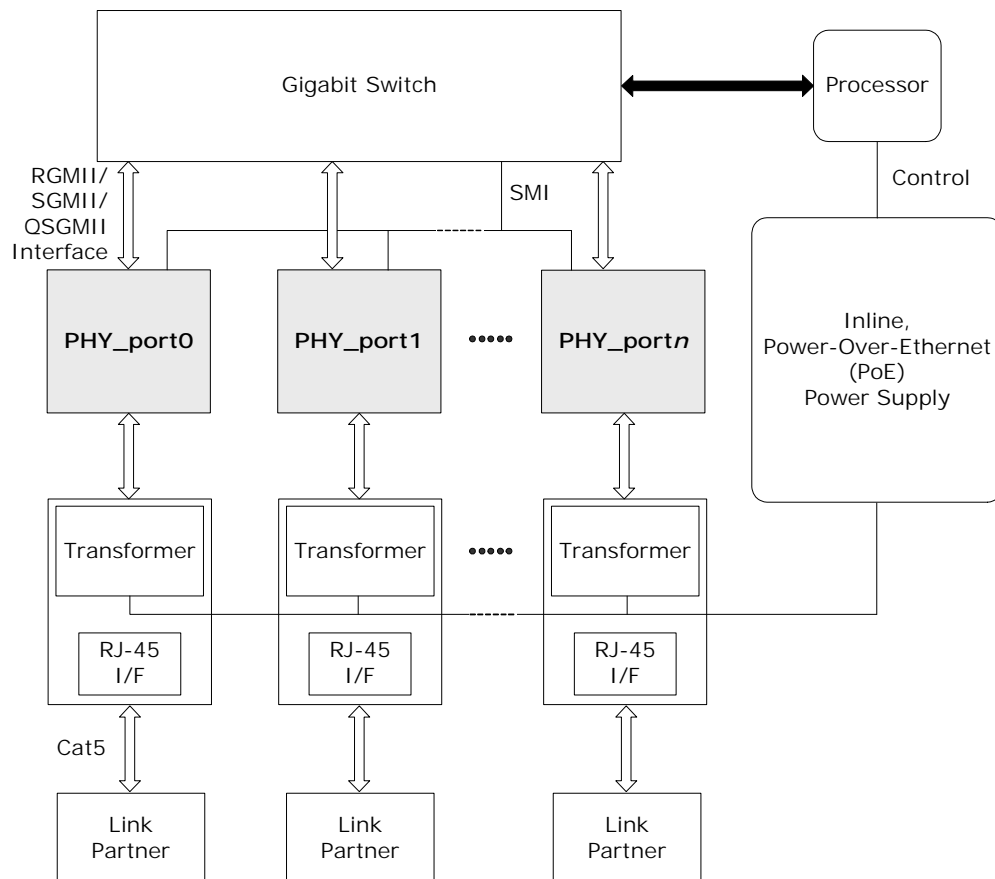 Gigabit Switch
Processor
RGMII/
SGMII/
QSGMII
Interface
SMI
Control
PHY_port0
PHY_port1
PHY_portn
Inline,
Power-Over-Ethernet
(PoE)
Power Supply
Transformer
Transformer
Transformer
RJ-45
I/F
RJ-45
I/F
RJ-45
I/F
Cat5
Link
Partner
Link
Partner
Link
Partner